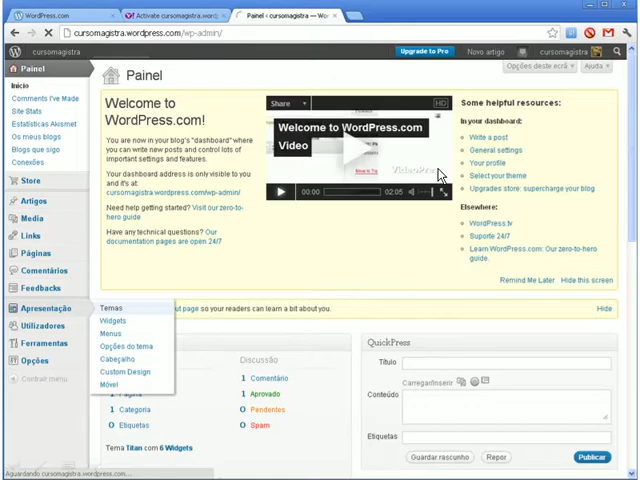 WordPress.com
Activate cursomagistra.wordp
Painel ‹ cursomagistra — Wor
cursomagistra.wordpress.com/wp-admin/
cursomagistra
Upgrade to Pro
Novo artigo
cursomagistra
Painel
Início
Comments I've Made
Site Stats
Estatísticas Akismet
Os meus blogs
Blogs que sigo
Conexões
Store
Artigos
Media
Links
Páginas
Comentários
Feedbacks
Apresentação
Utilizadores
Ferramentas
Opções
Contrair menu
Temas
Widgets
Menus
Opções do tema
Cabeçalho
Custom Design
Móvel
Painel
Opções deste ecrã
Ajuda
Welcome to
WordPress.com!
You are now in your blog's "dashboard" where
you can write new posts and control lots of
important settings and features.
Your dashboard address is only visible to you
and it's at:
cursomagistra.wordpress.com/wp-admin/
Need help getting started? Visit our zero-to-
hero guide
Have any technical questions? Our
documentation pages are open 24/7
Share
HD
Welcome to WordPress.com
Video
VideoPress
00:00
02:05
Some helpful resources:
In your dashboard:
Write a post
General settings
Your profile
Select your theme
Upgrades store: supercharge your blog
Elsewhere:
WordPress.tv
Suporte 24/7
Learn WordPress.com: Our zero-to-hero
guide.
Remind Me Later
Hide this screen
ut page so your readers can learn a bit about you.
Hide
Discussão
1 Comentário
1 Aprovado
1 Categoria
0 Pendentes
0 Etiquetas
0 Spam
Tema Titan com 6 Widgets
QuickPress
Título
Carregar/Inserir
Conteúdo
Etiquetas
Guardar rascunho
Repor
Publicar
Aguardando cursomagistra.wordpress.com...